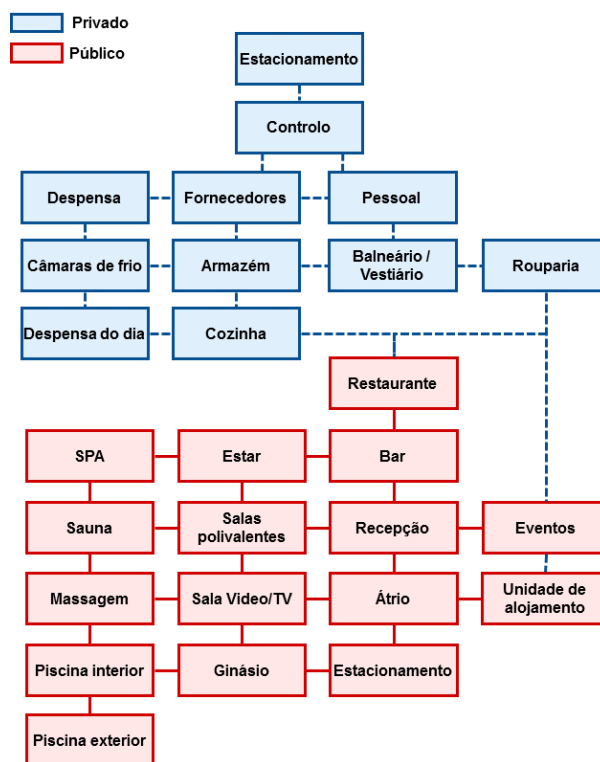 Privado
Público
Estacionamento
Controlo
Despensa
Fornecedores
Pessoal
Câmaras de frio
Armazém
Balneário /
Vestiário
Rouparia
Despensa do dia
Cozinha
Restaurante
SPA
Estar
Bar
Sauna
Salas
polivalentes
Recepção
Eventos
Massagem
Sala Video/TV
Átrio
Unidade de
alojamento
Piscina interior
Ginásio
Estacionamento
Piscina exterior